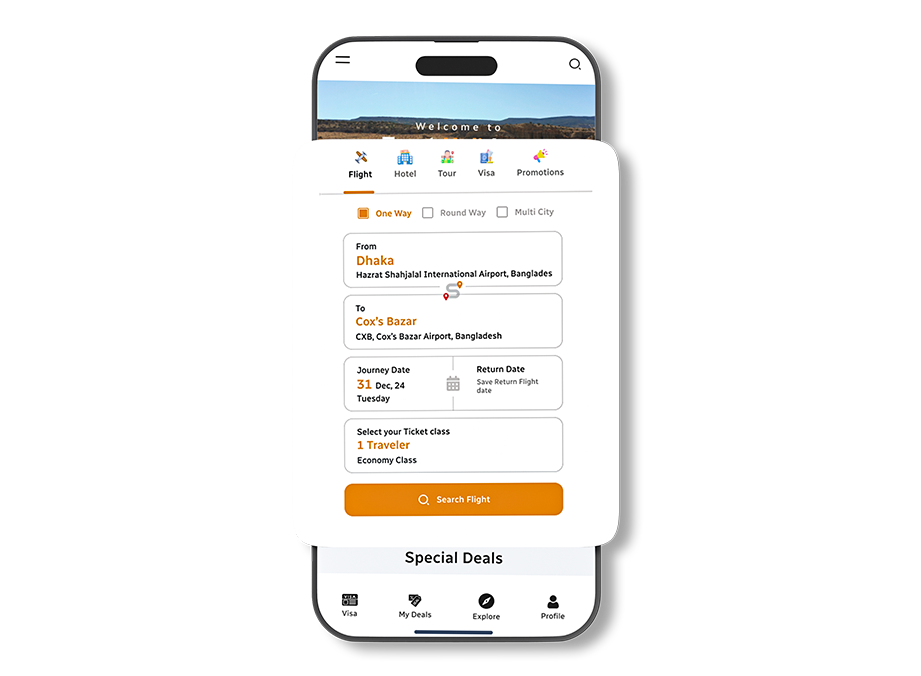 Welcome to
Flight
Hotel
Tour
Visa
Promotions
One Way
Round Way
Multi City
From
Dhaka
Hazrat Shahjalal International Airport, Banglades
To
Cox's Bazar
CXB, Cox's Bazar Airport, Bangladesh
Journey Date
31 Dec, 24
Tuesday
Return Date
Save Return Flight
date
Select your Ticket class
1 Traveler
Economy Class
Search Flight
Special Deals
VISA
Visa
My Deals
Explore
Profile